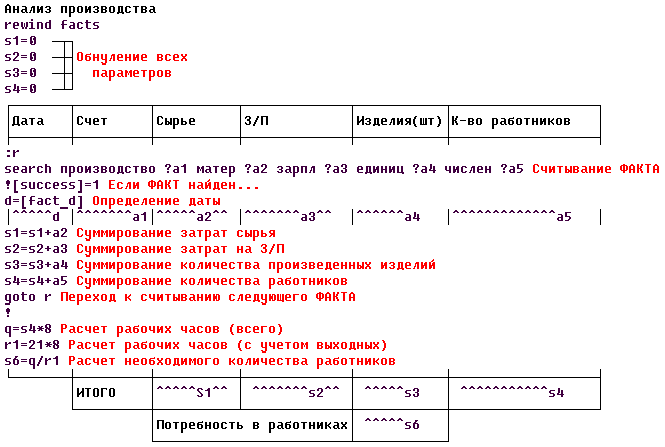 Анализ производства
rewind facts
s1=0
s2=0 Обнуление всех
s3=0 параметров
s4=0
Дата Счет Сырье З/П Изделия(шт) К-во работников
:r
search производство ?a1 матер ?a2 зарпл ?a3 единиц ?a4 числен ?a5 Считывание ФАКТА
![success]=1 Если ФАКТ найден...
d=[fact_d] Определение даты
|^^^^^d |^^^^^^^a1|^^^^^a2^^ |^^^^^^^a3^^ |^^^^^^a4 |^^^^^^^^^^^^^a5 |
s1=s1+a2 Суммирование затрат сырья
s2=s2+a3 Суммирование затрат на З/П
s3=s3+a4 Суммирование количества произведенных изделий
s4=s4+a5 Суммирование количества работников
goto r Переход к считыванию следующего ФАКТА
!
q=s4*8 Расчет рабочих часов (всего)
r1=21*8 Расчет рабочих часов (с учетом выходных)
s6=q/r1 Расчет необходимого количества работников
ИТОГО ^^^^^S1^^ ^^^^^^^s2^^ ^^^^^s3 ^^^^^^^^^^^s4
Потребность в работниках ^^^^^s6